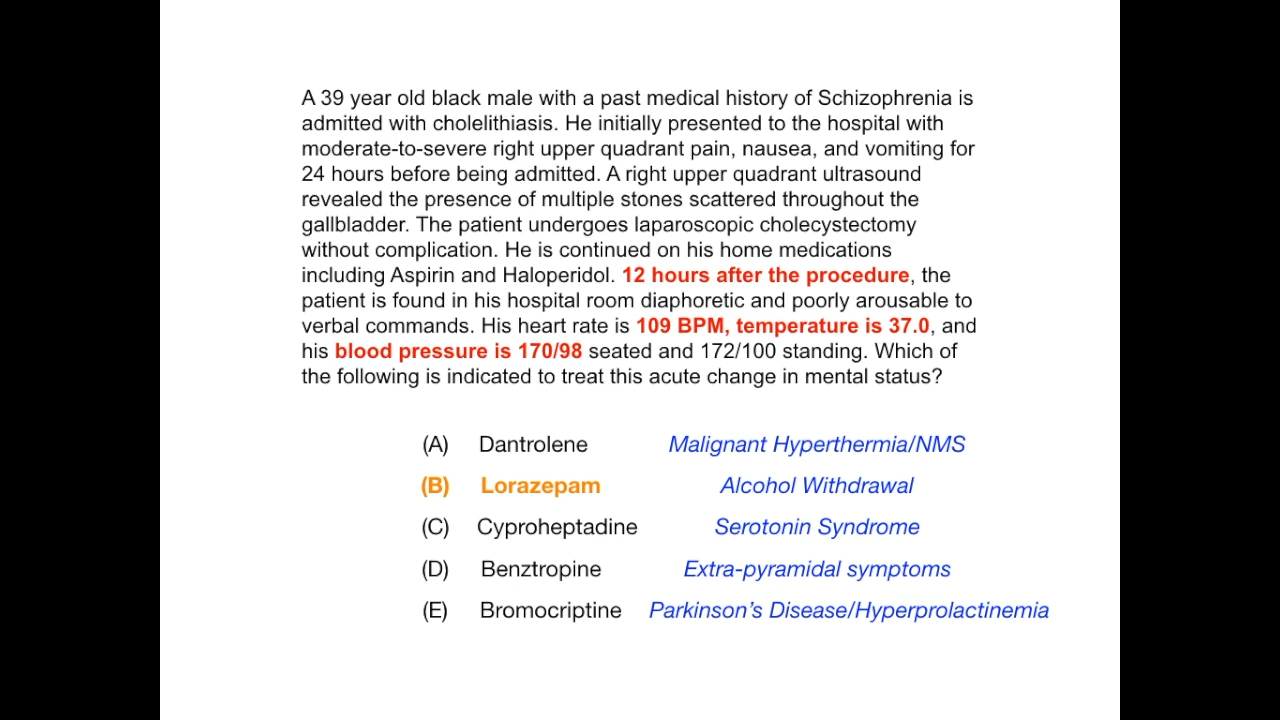 A 39 year old black male with a past medical history of Schizophrenia is
admitted with cholelithiasis. He initially presented to the hospital with
moderate-to-severe right upper quadrant pain, nausea, and vomiting for
24 hours before being admitted. A right upper quadrant ultrasound
revealed the presence of multiple stones scattered throughout the
gallbladder. The patient undergoes laparoscopic cholecystectomy
without complication. He is continued on his home medications
including Aspirin and Haloperidol. 12 hours after the procedure, the
patient is found in his hospital room diaphoretic and poorly arousable to
verbal commands. His heart rate is 109 BPM, temperature is 37.0, and
his blood pressure is 170/98 seated and 172/100 standing. Which of
the following is indicated to treat this acute change in mental status?
(A) Dantrolene Malignant Hyperthermia/NMS
(B) Lorazepam Alcohol Withdrawal
(C) Cyproheptadine Serotonin Syndrome
(D) Benztropine Extra-pyramidal symptoms
(E) Bromocriptine Parkinson's Disease/Hyperprolactinemia